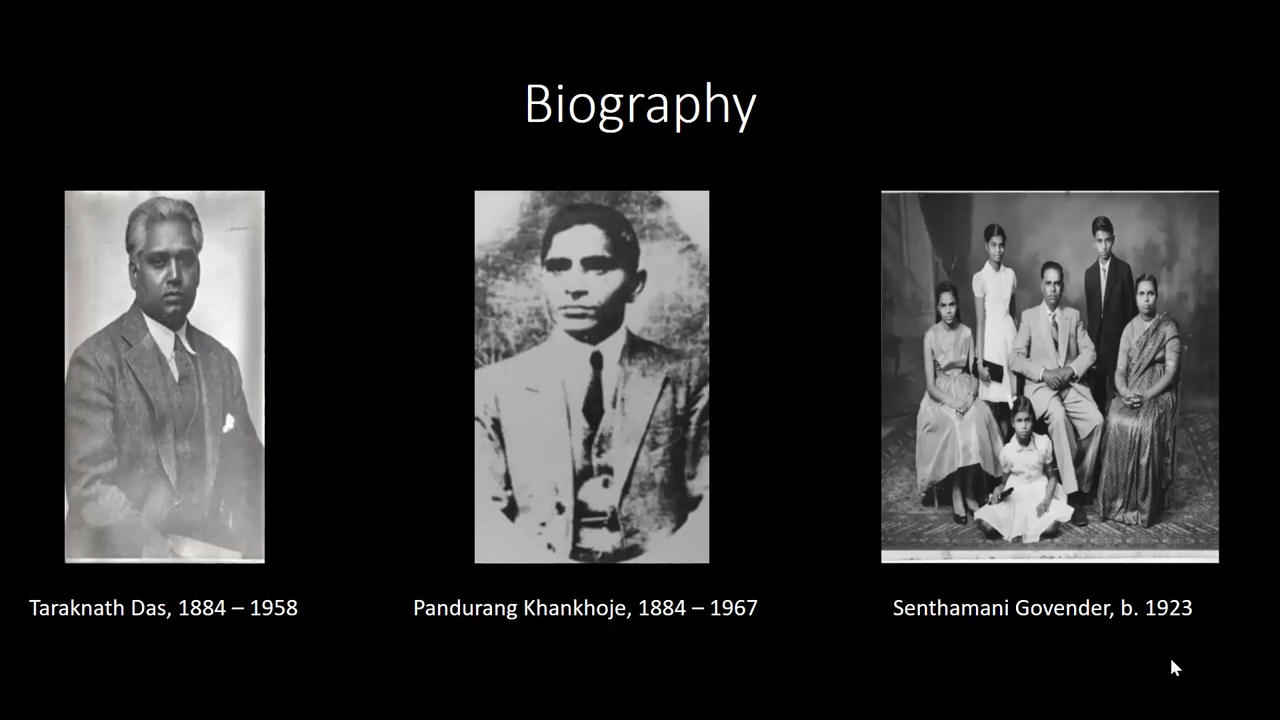 Biography
Taraknath Das, 1884 – 1958
Pandurang Khankhoje, 1884 – 1967
Senthamani Govender, b. 1923